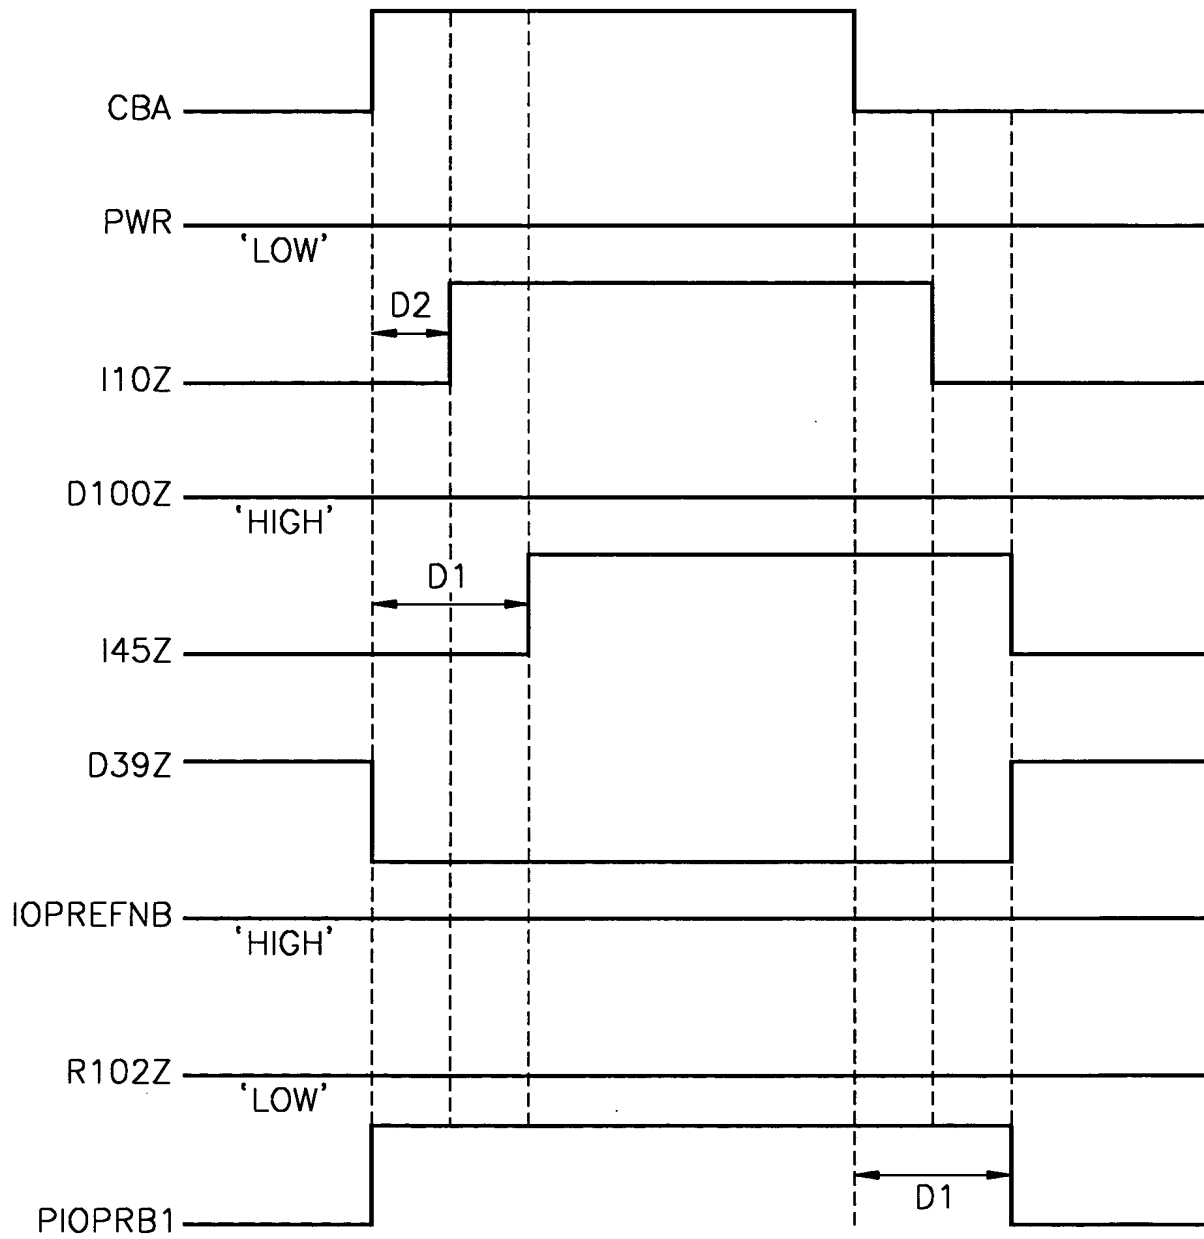 CBA
PWR
'LOW'
D2
I10Z
D100Z
'HIGH'
D1
I45Z
D39Z
IOPREFNB
'HIGH'
R102Z
'LOW'
D1
PIOPRB1